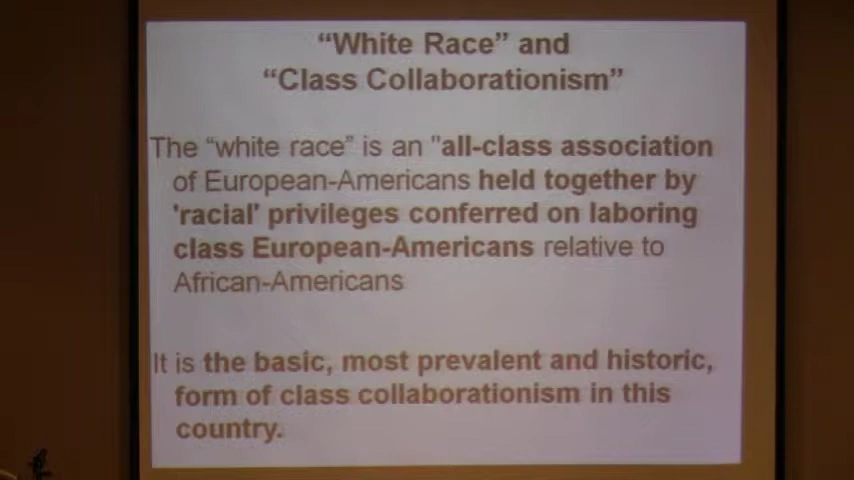 “White Race” and
“Class Collaborationism”
The “white race” is an "all-class association
of European-Americans held together by
'racial' privileges conferred on laboring
class European-Americans relative to
African-Americans
It is the basic, most prevalent and historic,
form of class collaborationism in this
country.